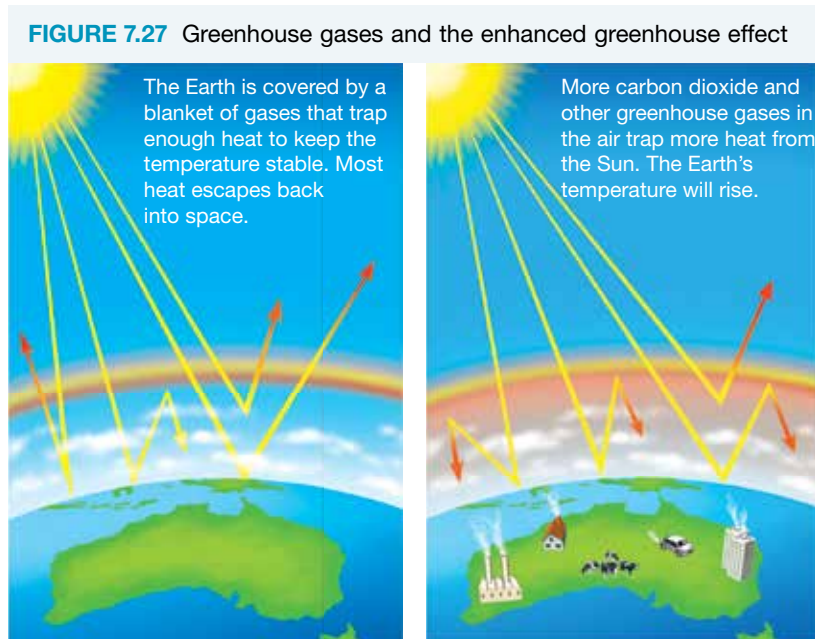 FIGURE 7.27 Greenhouse gases and the enhanced greenhouse effect
The Earth is covered by a
blanket of gases that trap
enough heat to keep the
temperature stable. Most
heat escapes back
into space.
More carbon dioxide and
other greenhouse gases in
the air trap more heat from
the Sun. The Earth's
temperature will rise.